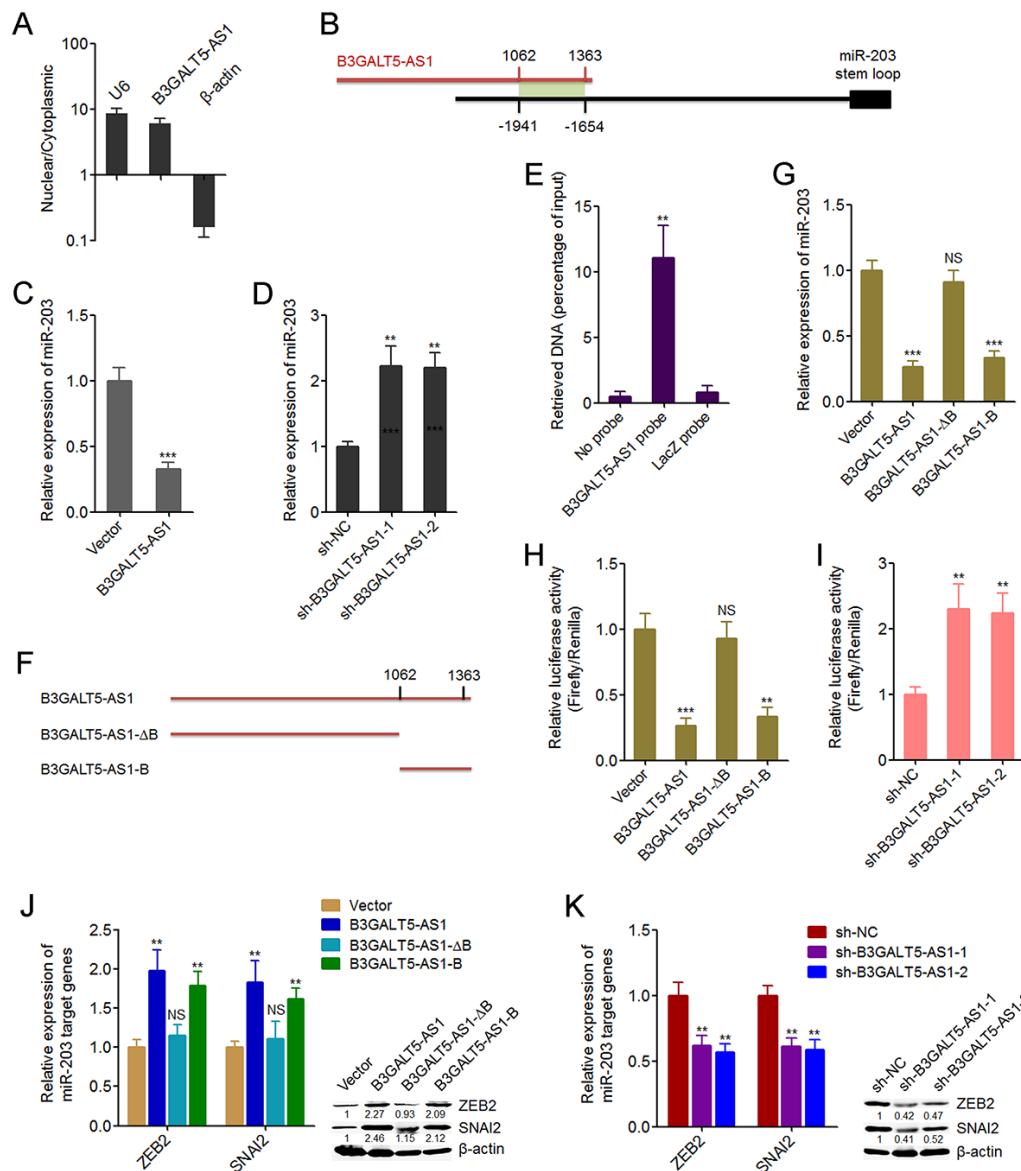 A
Nuclear/Cytoplasmic
100
10
1
0.1
U6
B3GALT5-AS1
β-actin
B
B3GALT5-AS1
1062
1363
miR-203
stem loop
-1941
-1654
C
Relative expression of miR-203
1.5
1.0
0.5
0.0
***
Vector
B3GALT5-AS1
D
Relative expression of miR-203
3
2
1
0
**
**
***
***
sh-NC
sh-B3GALT5-AS1-1
sh-B3GALT5-AS1-2
E
Retrieved DNA (percentage of input)
15
10
5
0
**
No probe
B3GALT5-AS1 probe
LacZ probe
G
Relative expression of miR-203
1.5
1.0
0.5
0.0
***
NS
***
Vector
B3GALT5-AS1
B3GALT5-AS1-ΔB
B3GALT5-AS1-B
F
1062
1363
B3GALT5-AS1
B3GALT5-AS1-ΔB
B3GALT5-AS1-B
H
Relative luciferase activity
(Firefly/Renilla)
1.5
1.0
0.5
0.0
***
NS
**
Vector
B3GALT5-AS1
B3GALT5-AS1-ΔB
B3GALT5-AS1-B
I
Relative luciferase activity
(Firefly/Renilla)
3
2
1
0
**
**
sh-NC
sh-B3GALT5-AS1-1
sh-B3GALT5-AS1-2
J
Vector
B3GALT5-AS1
B3GALT5-AS1-ΔB
B3GALT5-AS1-B
Relative expression of
miR-203 target genes
2.5
2.0
1.5
1.0
0.5
0.0
**
NS
**
**
NS
**
ZEB2
SNAI2
Vector
B3GALT5-AS1
B3GALT5-AS1-ΔB
B3GALT5-AS1-B
ZEB2
1 2.27 0.93 2.09
SNAI2
1 2.46 1.15 2.12
β-actin
K
sh-NC
sh-B3GALT5-AS1-1
sh-B3GALT5-AS1-2
Relative expression of
miR-203 target genes
1.5
1.0
0.5
0.0
**
**
**
**
ZEB2
SNAI2
sh-NC
sh-B3GALT5-AS1-1
sh-B3GALT5-AS1-
ZEB2
1 0.42 0.47
SNAI2
1 0.41 0.52
β-actin